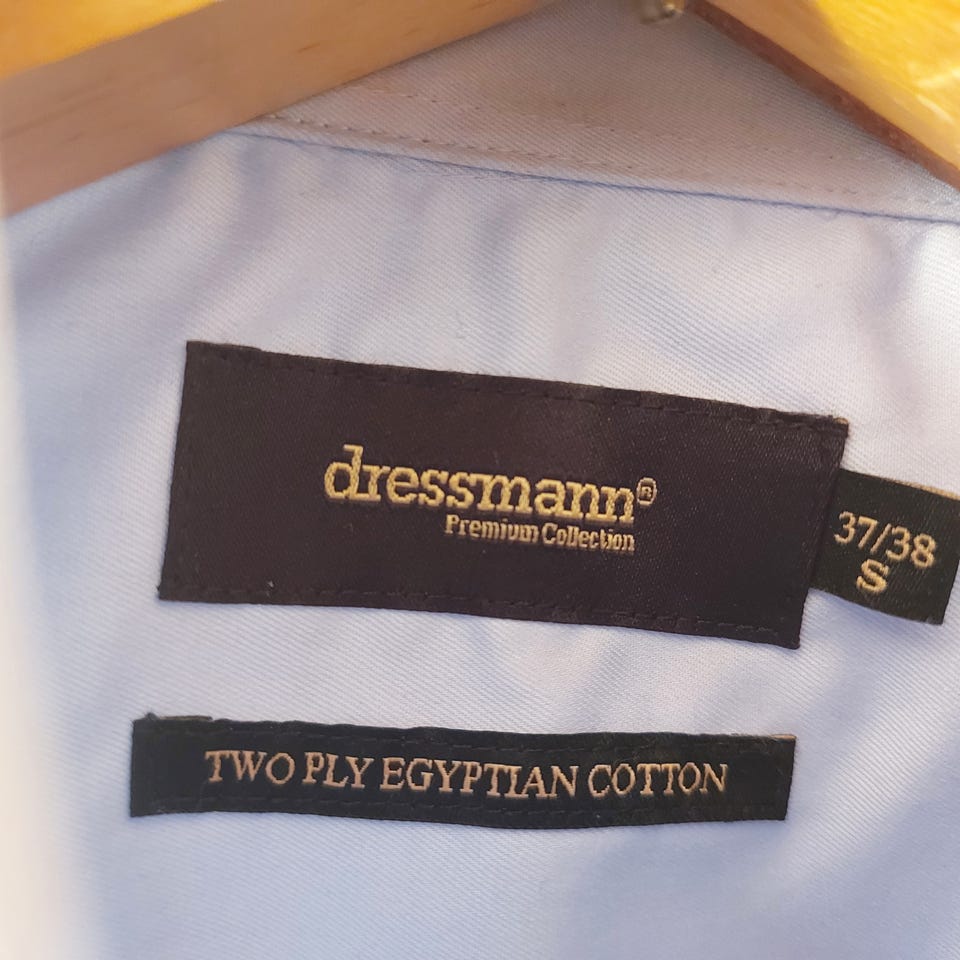 dressmann®
Premium Collection
37/38
S
TWO PLY EGYPTIAN COTTON